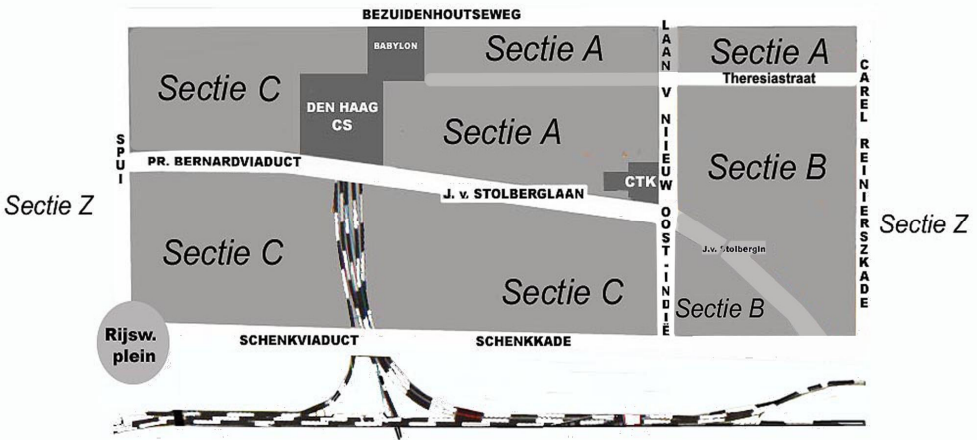 BEZUIDENHOUTSEWEG
BABYLON
Sectie A
LAAN V NIEUW OOST-INDIË
Sectie A
Theresiastraat
Sectie C
DEN HAAG
CS
Sectie A
CAREL REINIERSZKADE
SPUI
PR. BERNARDVIADUCT
J. v. STOLBERGLAAN
CTK
Sectie B
Sectie Z
Sectie Z
Sectie C
J.v. Stolbergln
Sectie C
Sectie B
Rijsw.
plein
SCHENKVIADUCT
SCHENKKADE